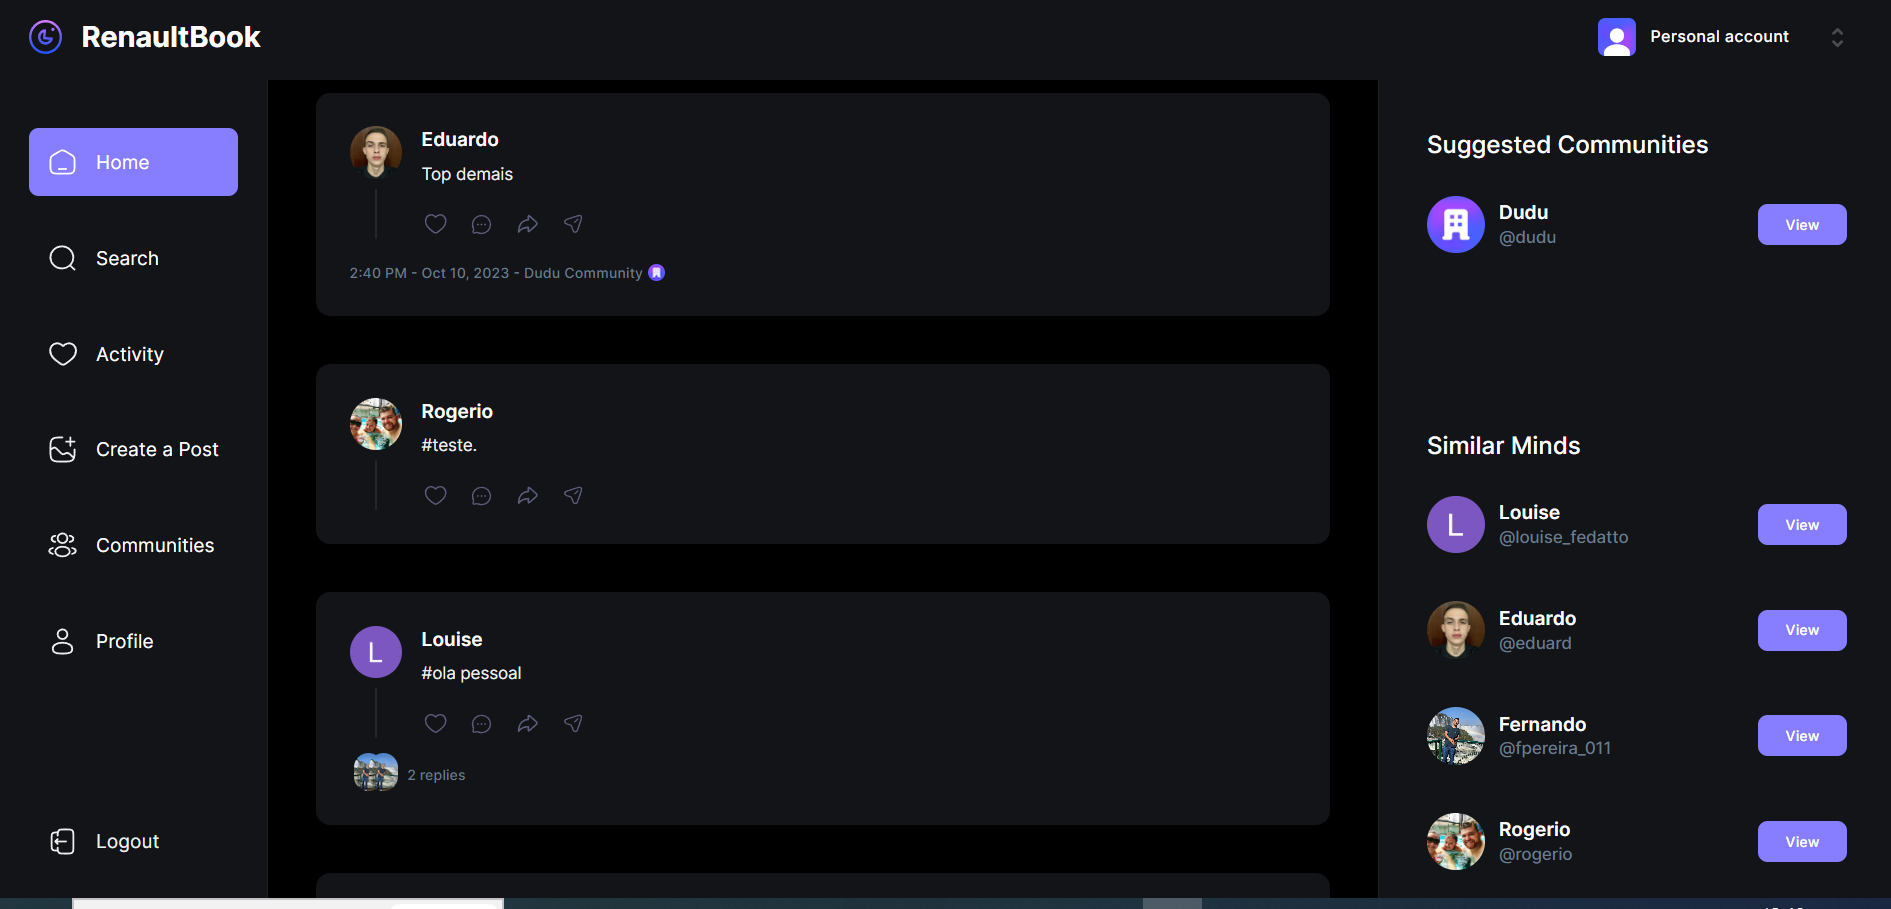 RenaultBook
Personal account
Home
Search
Activity
Create a Post
Communities
Profile
Logout
Eduardo
Top demais
2:40 PM - Oct 10, 2023 - Dudu Community
Rogerio
#teste.
L
Louise
#ola pessoal
2 replies
Suggested Communities
Dudu
@dudu
View
Similar Minds
L
Louise
@louise_fedatto
View
Eduardo
@eduard
View
Fernando
@fpereira_011
View
Rogerio
@rogerio
View